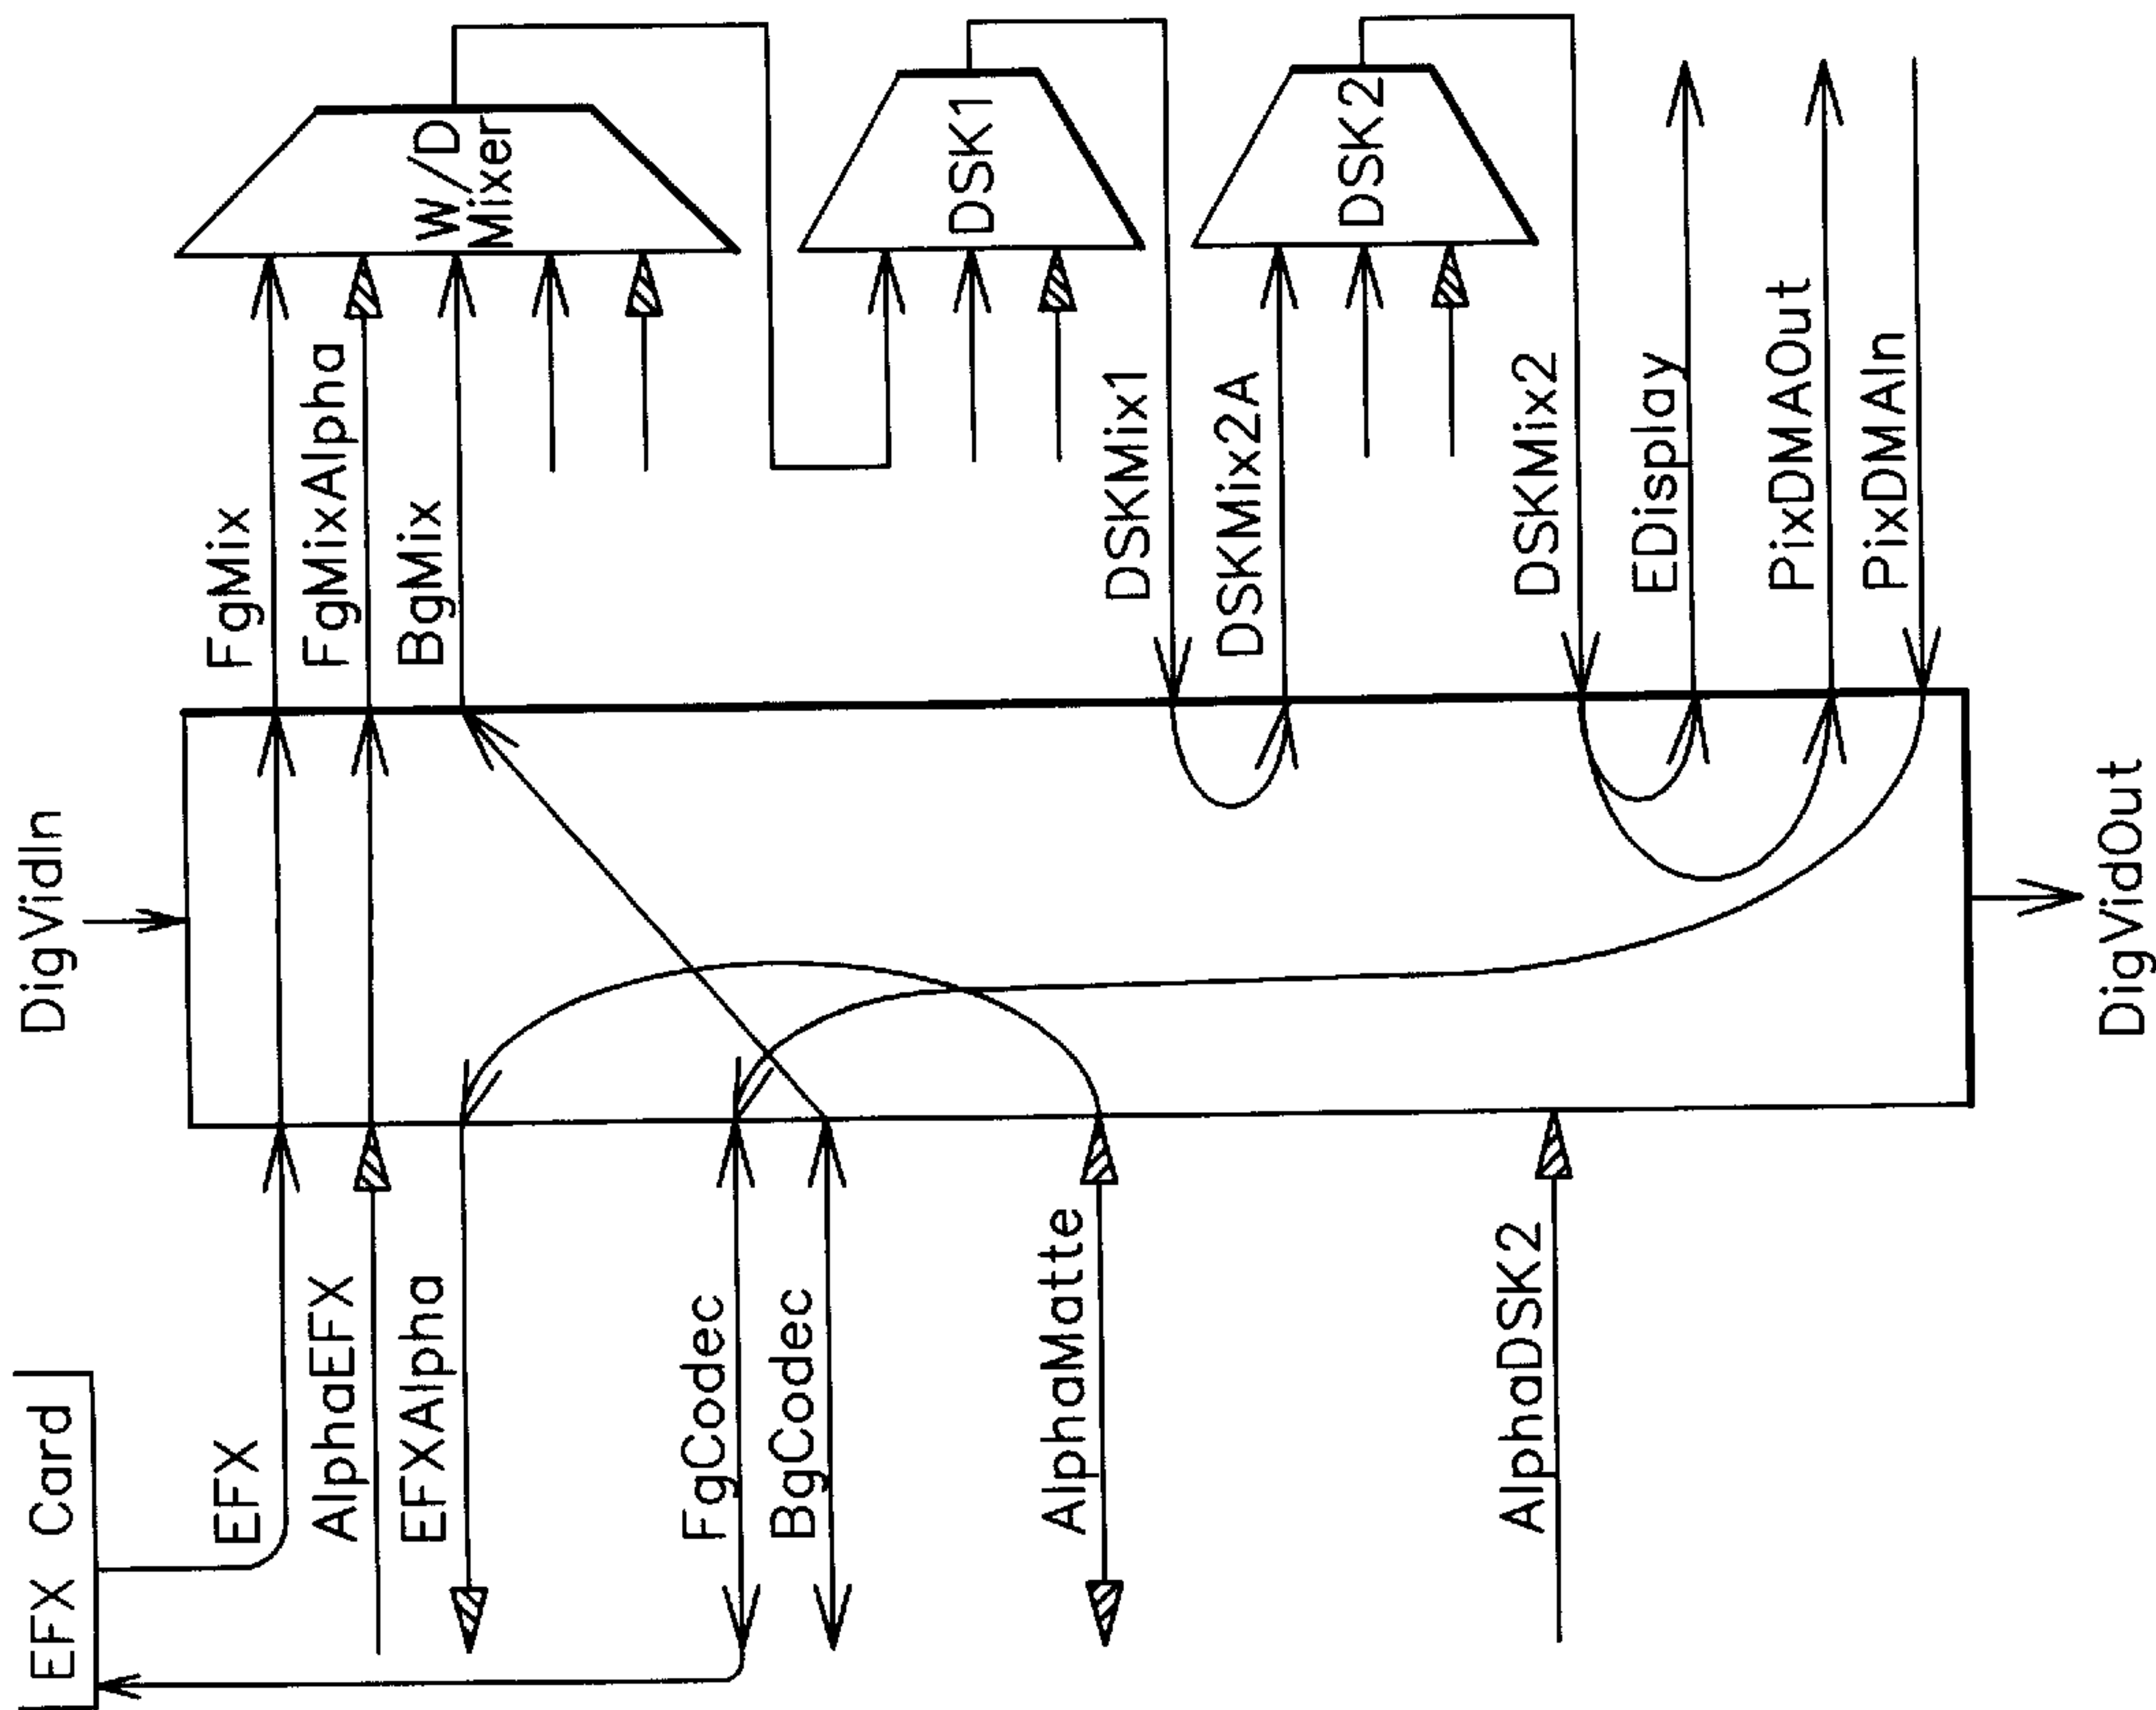 EFX Card
EFX
AlphaEFX
EFXAlpha
FgCodec
BgCodec
AlphaMatte
AlphaDSK2
DigVidIn
DigVidOut
FgMix
FgMixAlpha
BgMix
DSKMix1
DSKMix2A
DSKMix2
EDisplay
PixDMAOut
PixDMAIn
W/D
Mixer
DSK1
DSK2